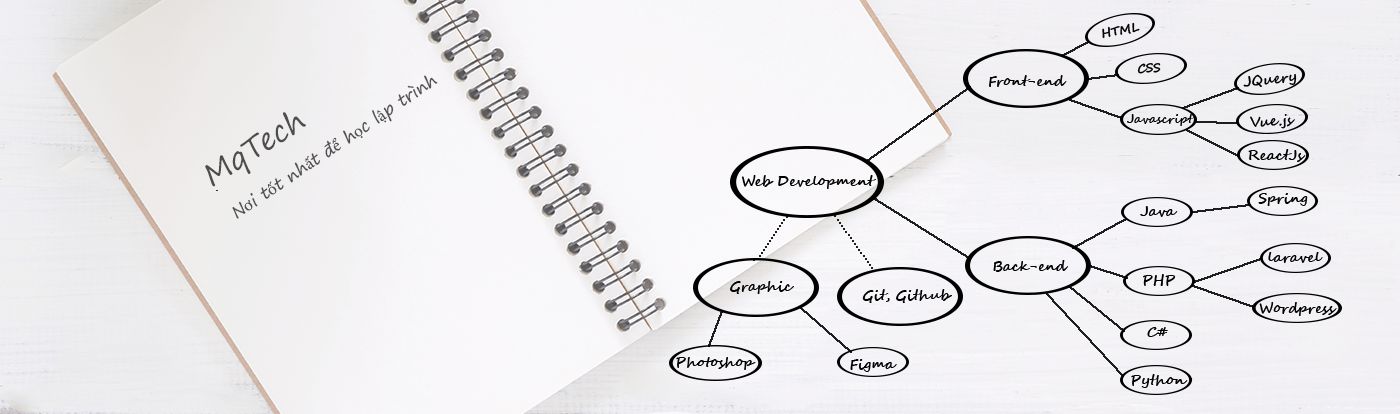 MqTech
Nơi tốt nhất để học lập trình
Web Development
Front-end
HTML
CSS
Javascript
JQuery
Vue.js
ReactJs
Back-end
Java
Spring
PHP
laravel
Wordpress
C#
Python
Graphic
Photoshop
Figma
Git, Github